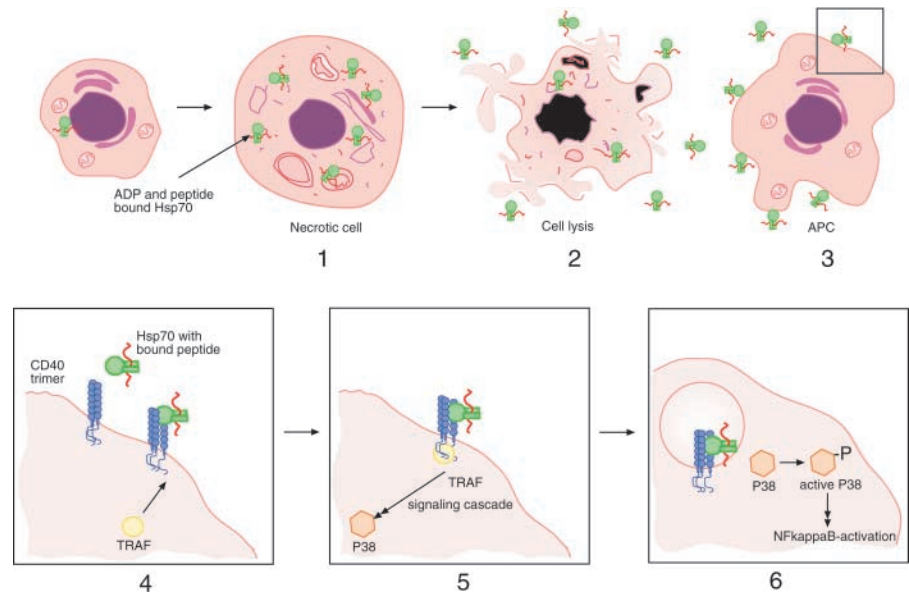 ADP and peptide
bound Hsp70
Necrotic cell
1
Cell lysis
2
APC
3
CD40
trimer
Hsp70 with
bound peptide
TRAF
4
TRAF
signaling cascade
P38
5
P38
P
active P38
NFkappaB-activation
6